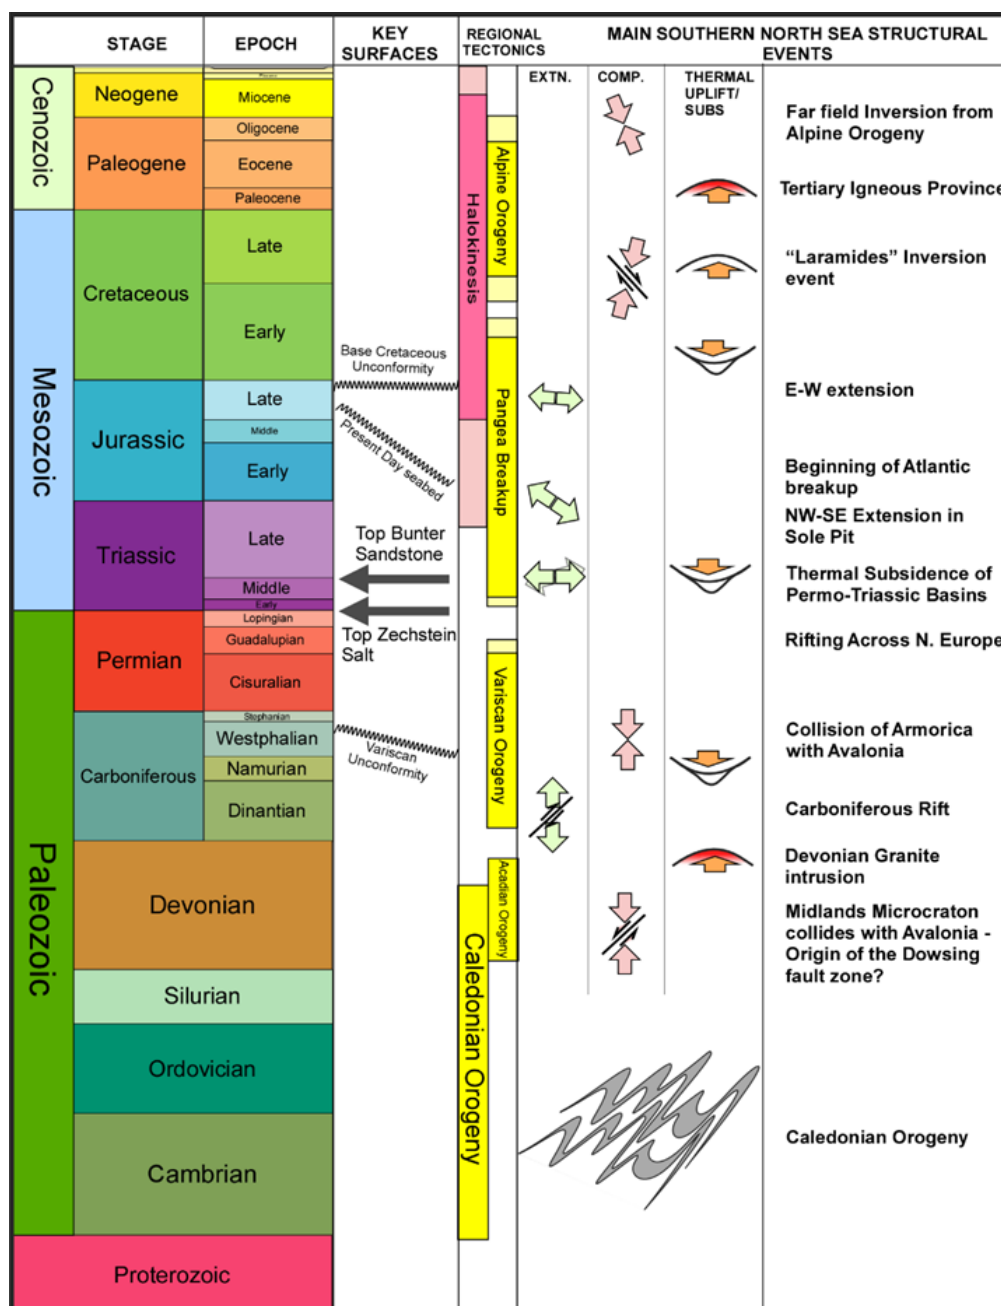 STAGE
EPOCH
KEY
SURFACES
REGIONAL
TECTONICS
MAIN SOUTHERN NORTH SEA STRUCTURAL
EVENTS
EXTN.
COMP.
THERMAL
UPLIFT/
SUBS
Cenozoic
Mesozoic
Paleozoic
Neogene
Paleogene
Cretaceous
Jurassic
Triassic
Permian
Carboniferous
Devonian
Silurian
Ordovician
Cambrian
Proterozoic
Miocene
Oligocene
Eocene
Paleocene
Late
Early
Late
Middle
Early
Late
Middle
Early
Lopingian
Guadalupian
Cisuralian
Stephanian
Westphalian
Namurian
Dinantian
Base Cretaceous
Unconformity
Present Day seabed
Top Bunter
Sandstone
Top Zechstein
Salt
Variscan
Unconformity
Halokinesis
Alpine Orogeny
Pangea Breakup
Variscan Orogeny
Acadian Orogeny
Caledonian Orogeny
Far field Inversion from
Alpine Orogeny
Tertiary Igneous Province
“Laramides” Inversion
event
E-W extension
Beginning of Atlantic
breakup
NW-SE Extension in
Sole Pit
Thermal Subsidence of
Permo-Triassic Basins
Rifting Across N. Europe
Collision of Armorica
with Avalonia
Carboniferous Rift
Devonian Granite
intrusion
Midlands Microcraton
collides with Avalonia -
Origin of the Dowsing
fault zone?
Caledonian Orogeny